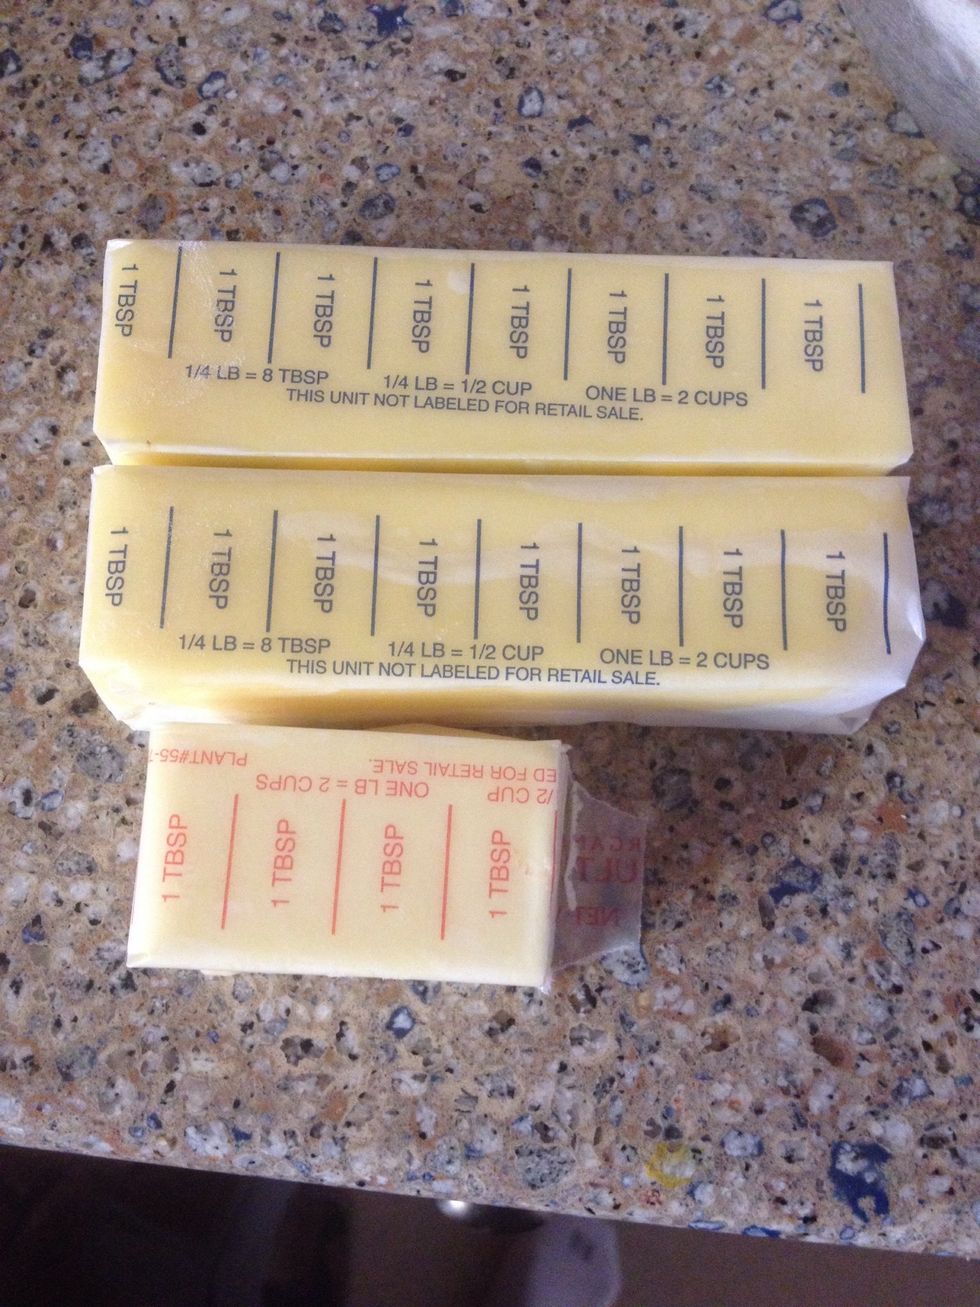 1 TBSP 1 TBSP 1 TBSP 1 TBSP 1 TBSP 1 TBSP 1 TBSP 1 TBSP
1/4 LB = 8 TBSP 1/4 LB = 1/2 CUP ONE LB = 2 CUPS
THIS UNIT NOT LABELED FOR RETAIL SALE.
1 TBSP 1 TBSP 1 TBSP 1 TBSP 1 TBSP 1 TBSP 1 TBSP 1 TBSP
1/4 LB = 8 TBSP 1/4 LB = 1/2 CUP ONE LB = 2 CUPS
THIS UNIT NOT LABELED FOR RETAIL SALE.
1 TBSP 1 TBSP 1 TBSP 1 TBSP
/2 CUP ONE LB = 2 CUPS
ED FOR RETAIL SALE. PLANT#55-